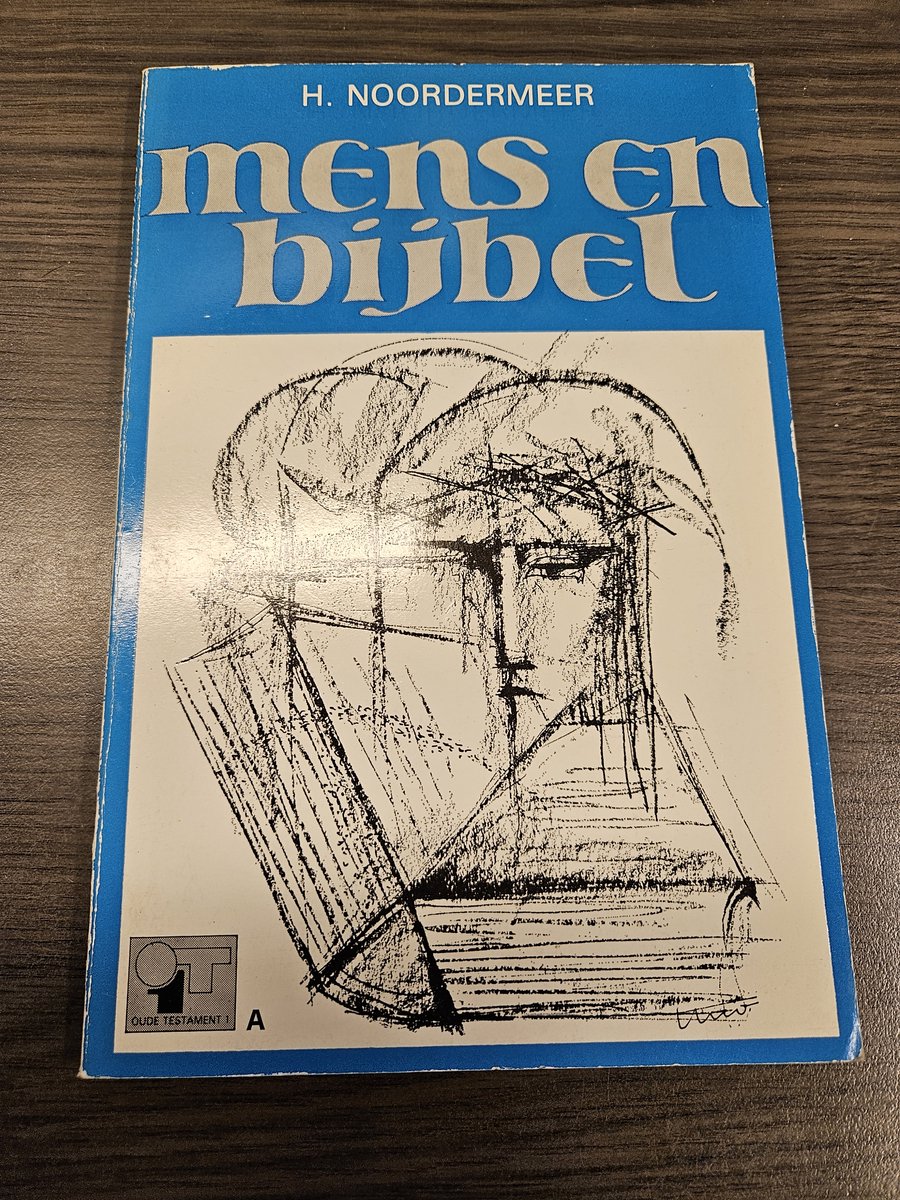 H. NOORDERMEER
mens en
bijbel
OT
1
OUDE TESTAMENT 1
A